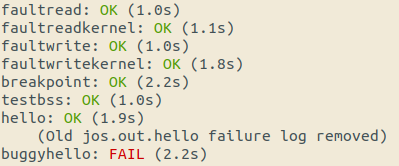 faultread: OK (1.0s)
faultreadkernel: OK (1.1s)
faultwrite: OK (1.0s)
faultwritekernel: OK (1.8s)
breakpoint: OK (2.2s)
testbss: OK (1.0s)
hello: OK (1.9s)
    (Old jos.out.hello failure log removed)
buggyhello: FAIL (2.2s)